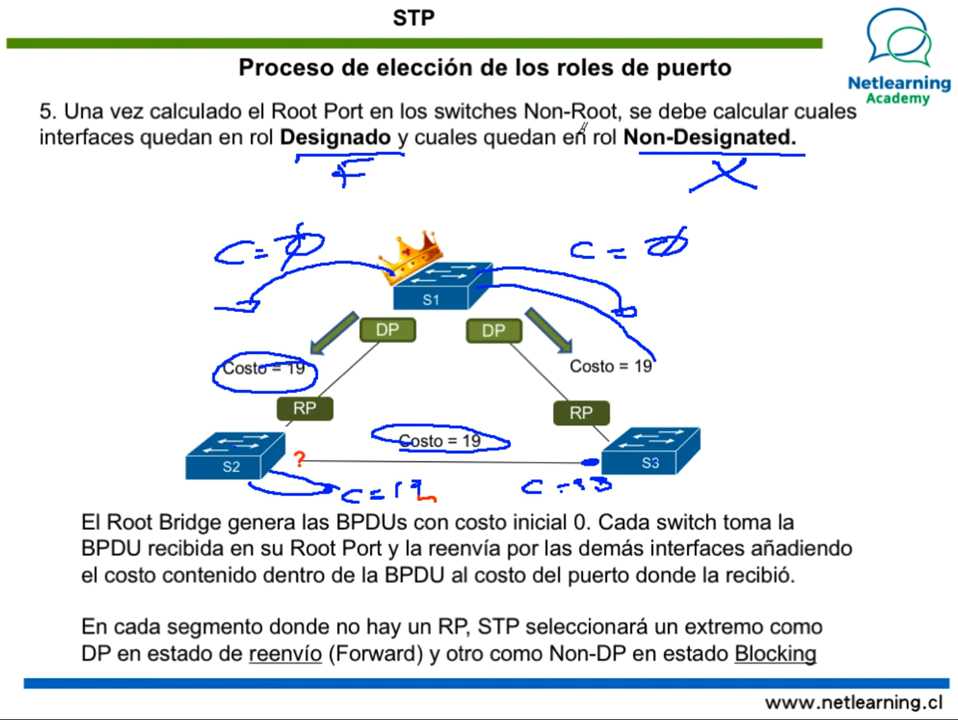 STP
Proceso de elección de los roles de puerto
Netlearning
Academy
5. Una vez calculado el Root Port en los switches Non-Root, se debe calcular cuales
interfaces quedan en rol Designado y cuales quedan en rol Non-Designated.
F
X
C = Ø
C = Ø
S1
DP
DP
Costo = 19
Costo = 19
RP
RP
Costo = 19
S2
?
S3
C = 19
C =
El Root Bridge genera las BPDUs con costo inicial 0. Cada switch toma la
BPDU recibida en su Root Port y la reenvía por las demás interfaces añadiendo
el costo contenido dentro de la BPDU al costo del puerto donde la recibió.
En cada segmento donde no hay un RP, STP seleccionará un extremo como
DP en estado de reenvío (Forward) y otro como Non-DP en estado Blocking
www.netlearning.cl